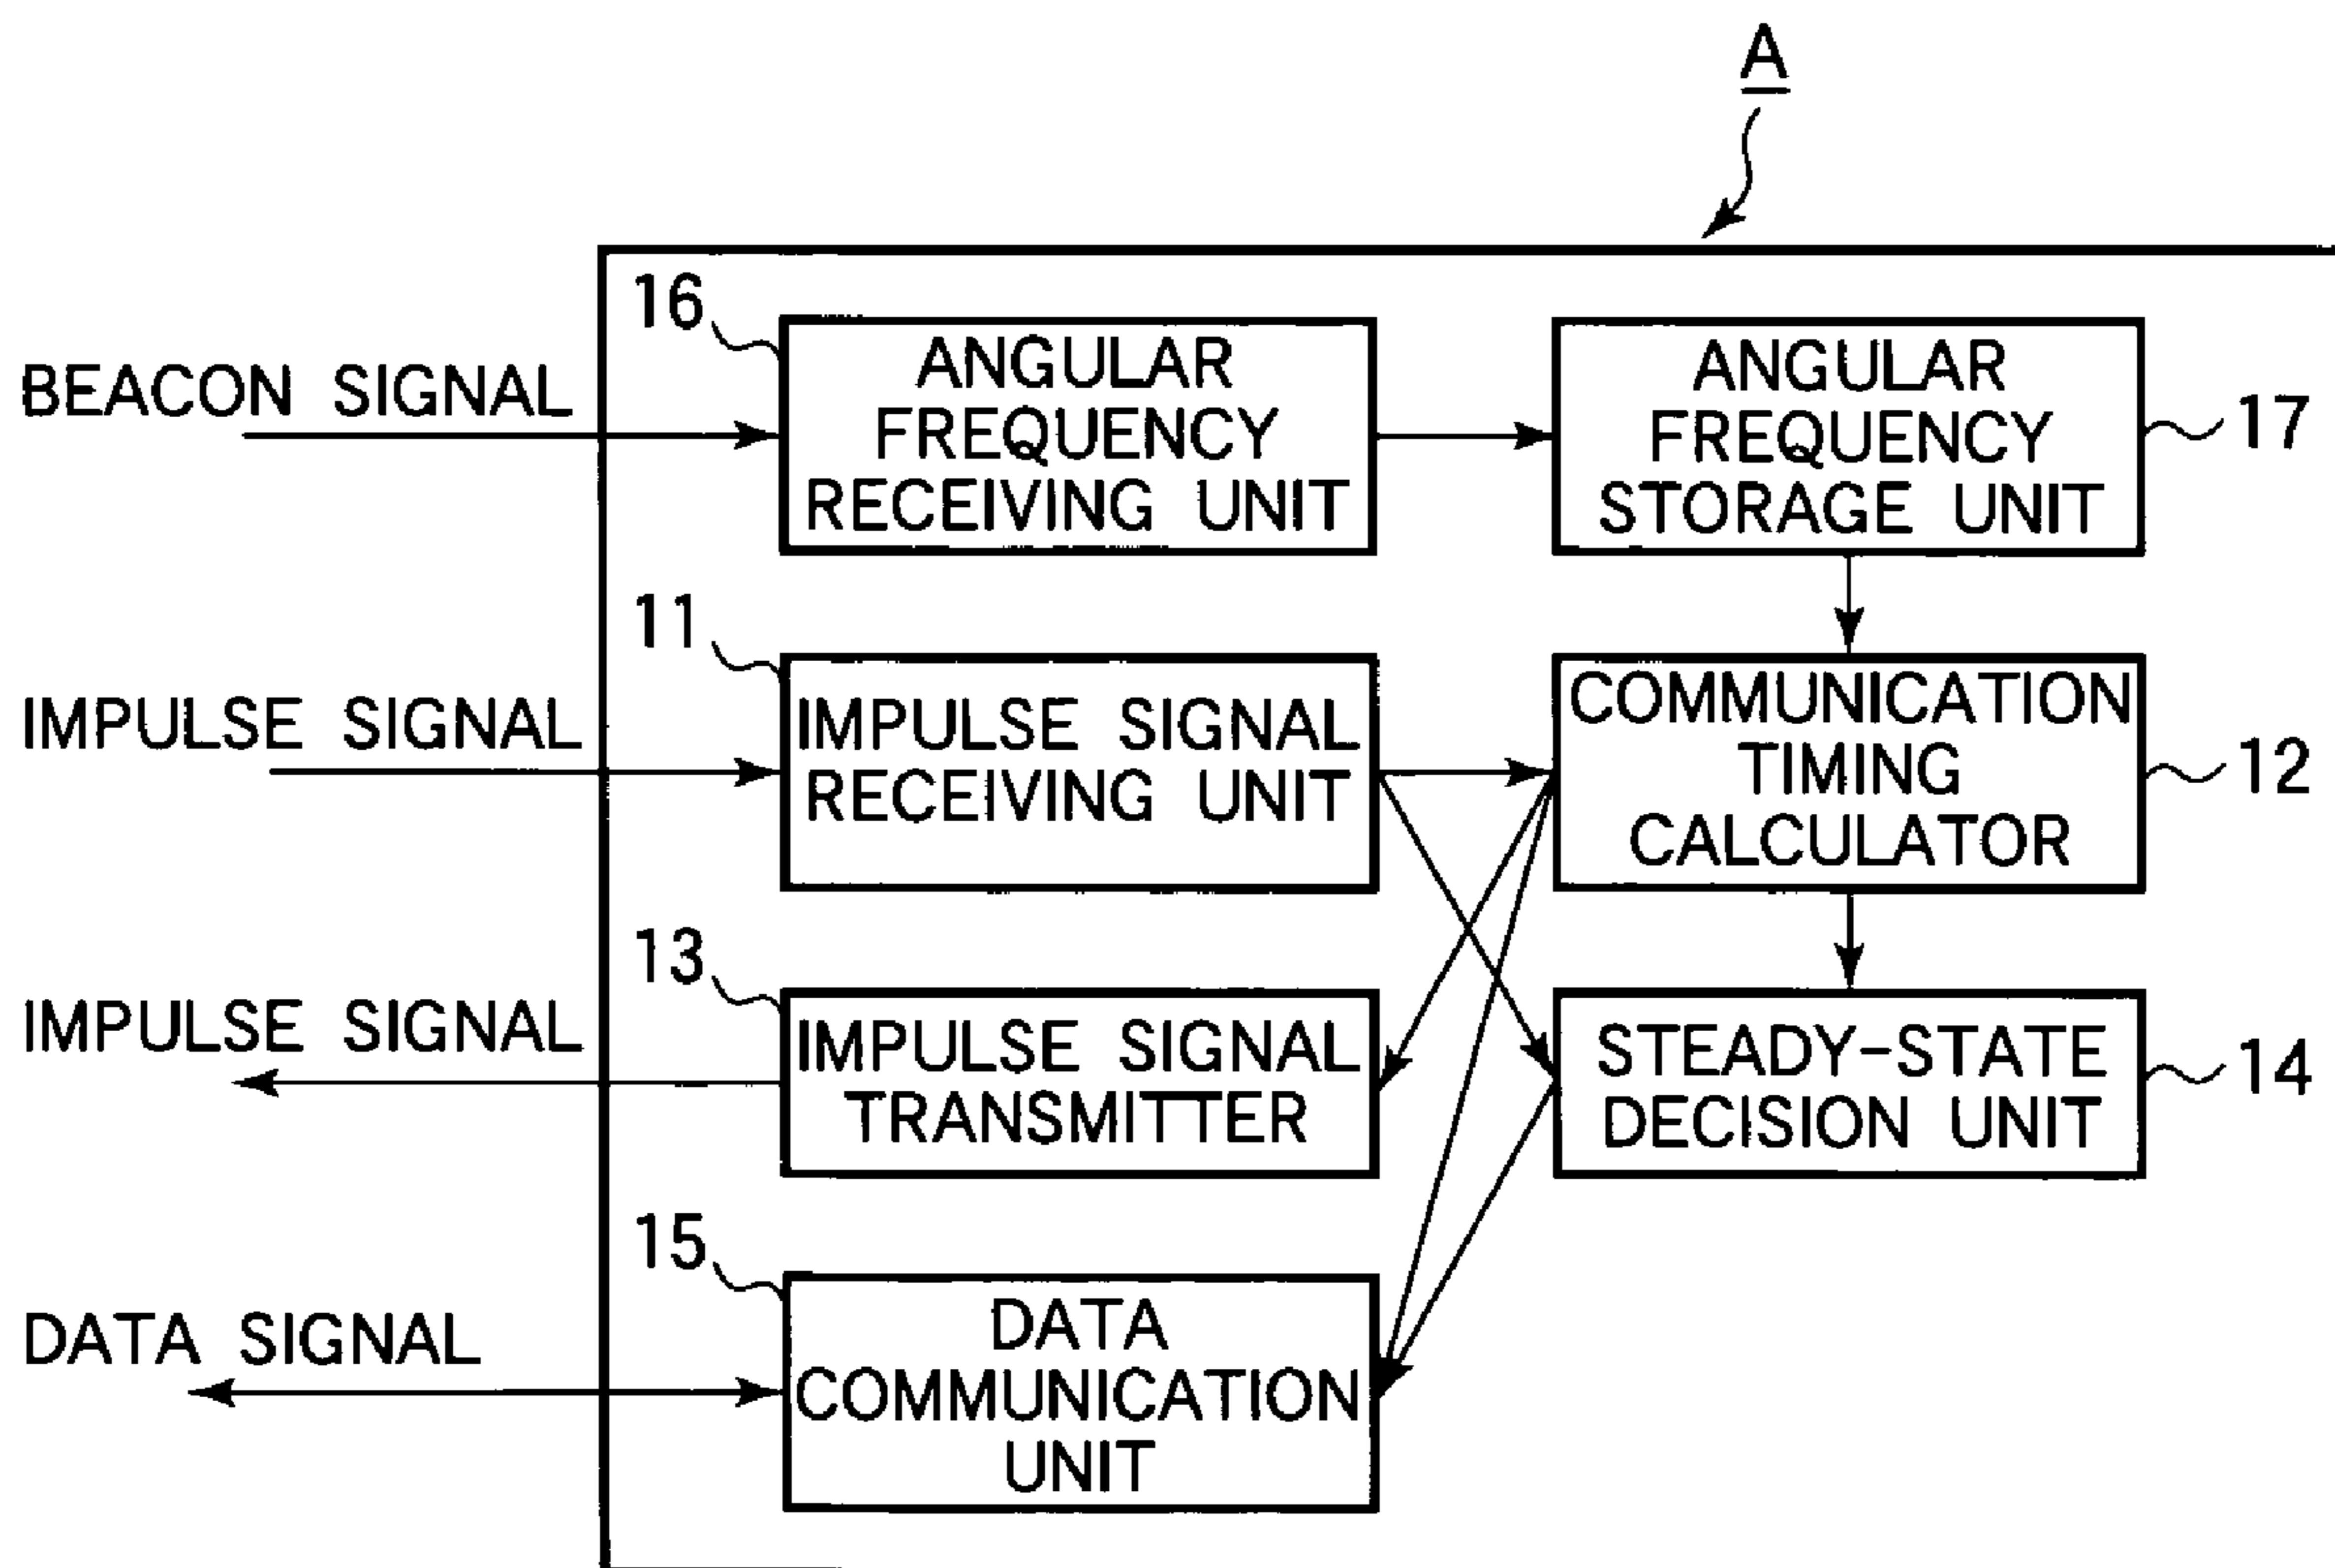 A
16
BEACON SIGNAL
ANGULAR
FREQUENCY
RECEIVING UNIT
ANGULAR
FREQUENCY
STORAGE UNIT
17
11
IMPULSE SIGNAL
IMPULSE SIGNAL
RECEIVING UNIT
COMMUNICATION
TIMING
CALCULATOR
12
13
IMPULSE SIGNAL
IMPULSE SIGNAL
TRANSMITTER
STEADY-STATE
DECISION UNIT
14
15
DATA SIGNAL
DATA
COMMUNICATION
UNIT